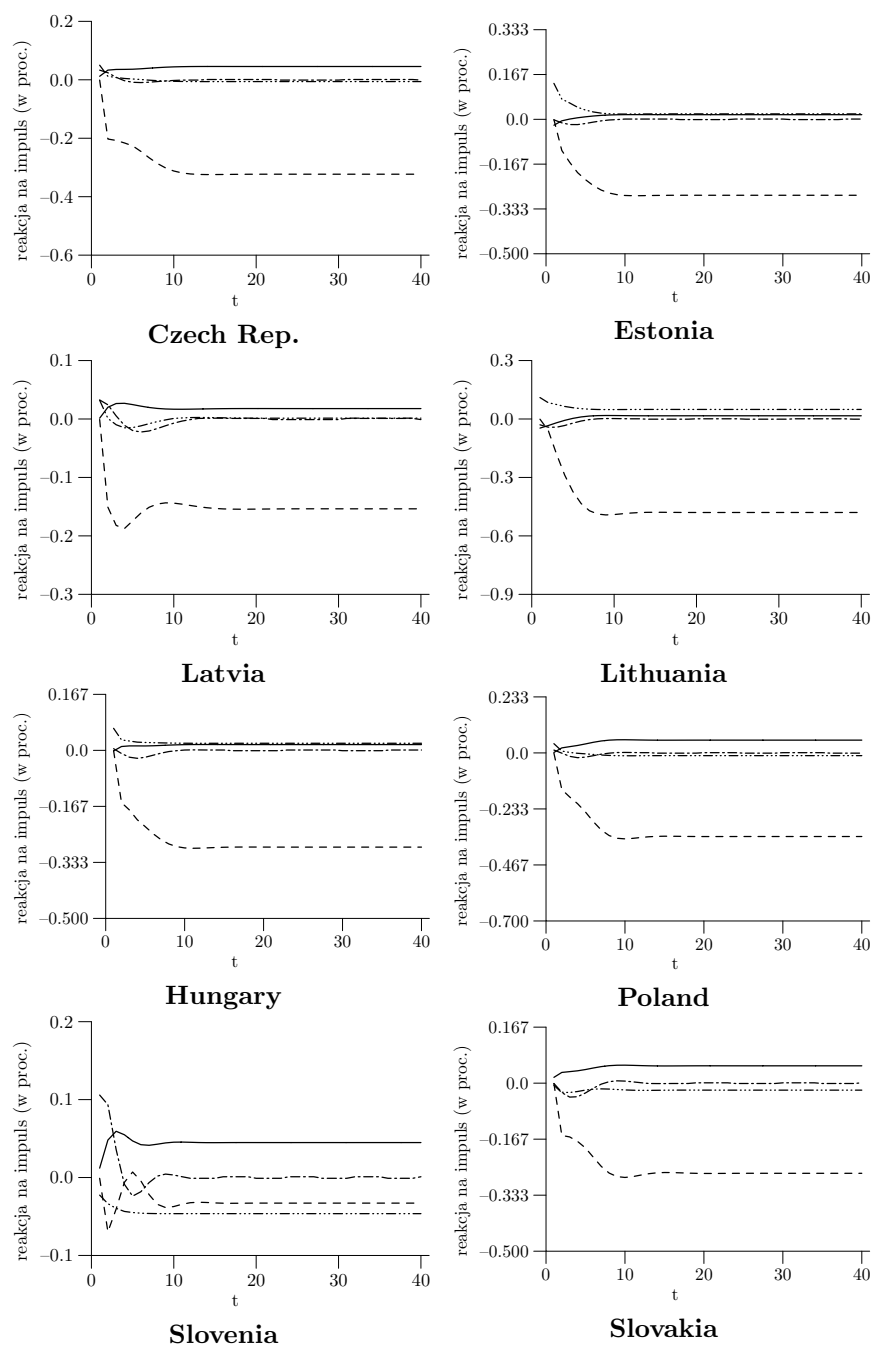 0.2
0.0
–0.2
–0.4
–0.6
reakcja na impuls (w proc.)
0 10 20 30 40
t
Czech Rep.
0.333
0.167
0.0
–0.167
–0.333
–0.500
reakcja na impuls (w proc.)
0 10 20 30 40
t
Estonia
0.1
0.0
–0.1
–0.2
–0.3
reakcja na impuls (w proc.)
0 10 20 30 40
t
Latvia
0.3
0.0
–0.3
–0.6
–0.9
reakcja na impuls (w proc.)
0 10 20 30 40
t
Lithuania
0.167
0.0
–0.167
–0.333
–0.500
reakcja na impuls (w proc.)
0 10 20 30 40
t
Hungary
0.233
0.0
–0.233
–0.467
–0.700
reakcja na impuls (w proc.)
0 10 20 30 40
t
Poland
0.2
0.1
0.0
–0.1
reakcja na impuls (w proc.)
0 10 20 30 40
t
Slovenia
0.167
0.0
–0.167
–0.333
–0.500
reakcja na impuls (w proc.)
0 10 20 30 40
t
Slovakia